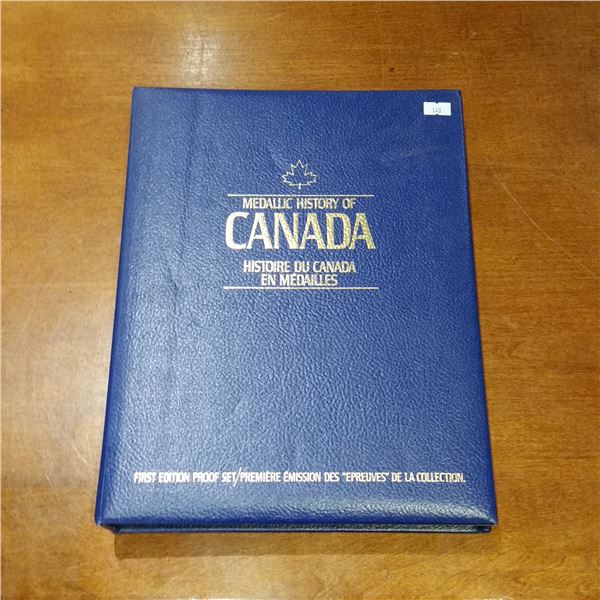 142
MEDALLIC HISTORY OF
CANADA
HISTOIRE DU CANADA
EN MÉDAILLES
FIRST EDITION PROOF SET/PREMIÈRE ÉMISSION DES "EPREUVES" DE LA COLLECTION.